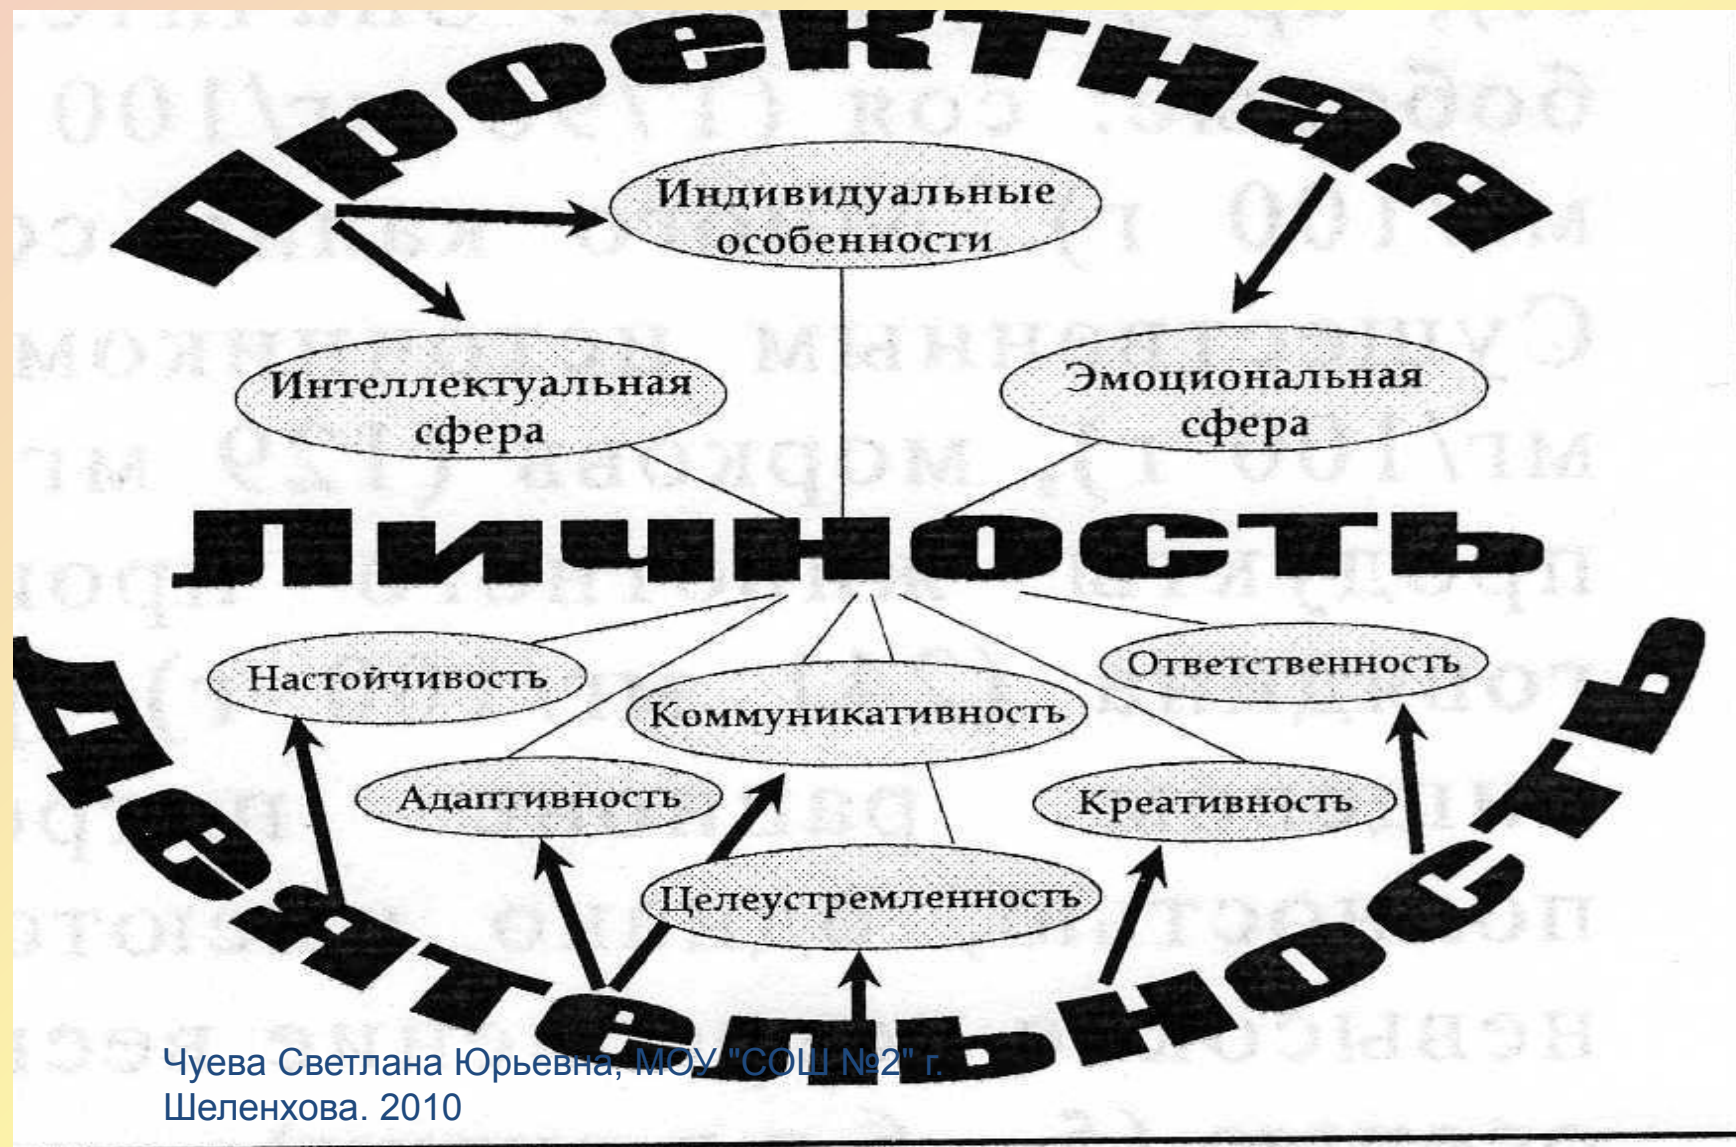 Проектная
Индивидуальные
особенности
Интеллектуальная
сфера
Эмоциональная
сфера
Личность
Настойчивость
Ответственность
Коммуникативность
Адаптивность
Креативность
Целеустремленность
Деятельность
Чуева Светлана Юрьевна, МОУ "СОШ №2" г.
Шеленхова. 2010